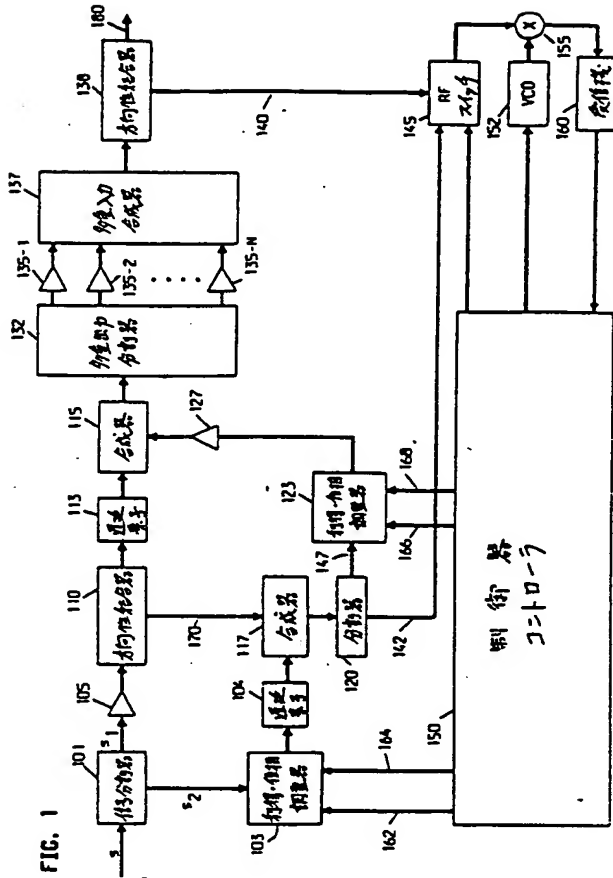 FIG. 1
s
101
信号分割器
s1
s2
105
110
方向性結合器
113
遅延
素子
115
合成器
132
多重出力
分割器
135-1
135-2
135-N
137
多重入力
合成器
138
方向性結合器
180
140
170
117
合成器
104
遅延
素子
103
振幅・位相
調整器
120
分割器
147
142
123
振幅・位相
調整器
127
166
168
162
164
150
制御器
コントローラ
145
RF
スイッチ
152
VCO
X
155
160
受信機